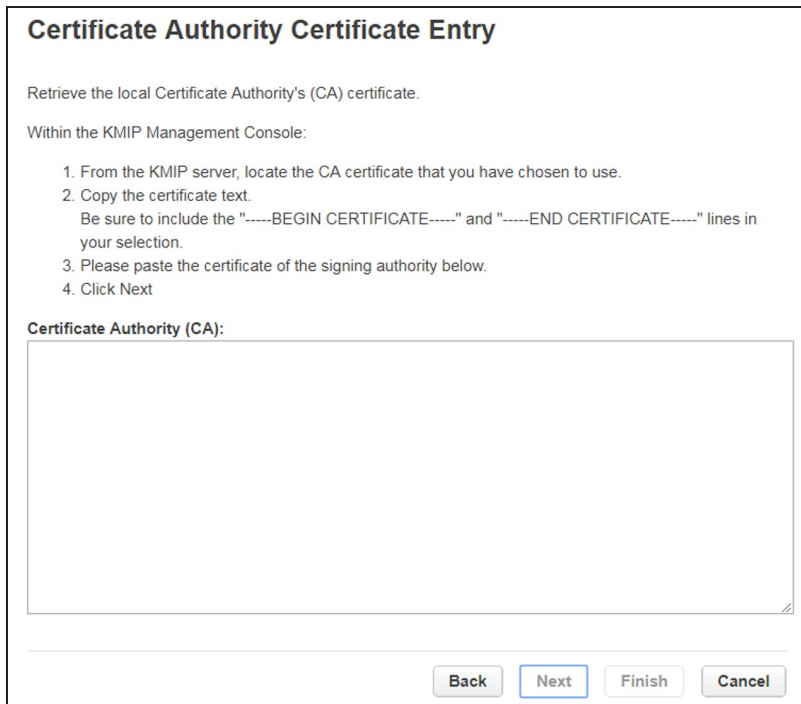 Certificate Authority Certificate Entry
Retrieve the local Certificate Authority's (CA) certificate.
Within the KMIP Management Console:
1. From the KMIP server, locate the CA certificate that you have chosen to use.
2. Copy the certificate text.
Be sure to include the "-----BEGIN CERTIFICATE-----" and "-----END CERTIFICATE-----" lines in
your selection.
3. Please paste the certificate of the signing authority below.
4. Click Next
Certificate Authority (CA):
Back Next Finish Cancel